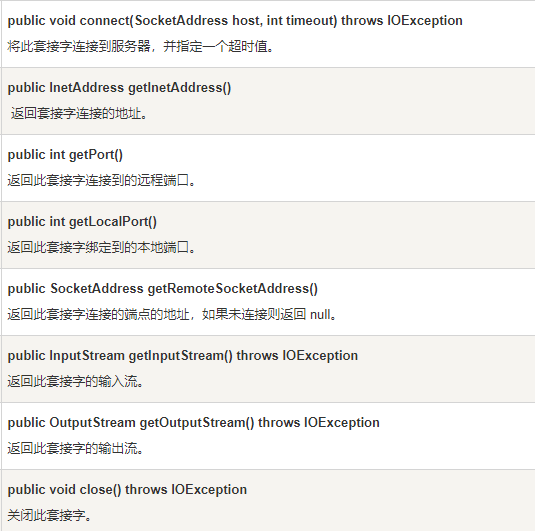 public void connect(SocketAddress host, int timeout) throws IOException
将此套接字连接到服务器，并指定一个超时值。
public InetAddress getInetAddress()
返回套接字连接的地址。
public int getPort()
返回此套接字连接到的远程端口。
public int getLocalPort()
返回此套接字绑定到的本地端口。
public SocketAddress getRemoteSocketAddress()
返回此套接字连接的端点的地址，如果未连接则返回 null。
public InputStream getInputStream() throws IOException
返回此套接字的输入流。
public OutputStream getOutputStream() throws IOException
返回此套接字的输出流。
public void close() throws IOException
关闭此套接字。